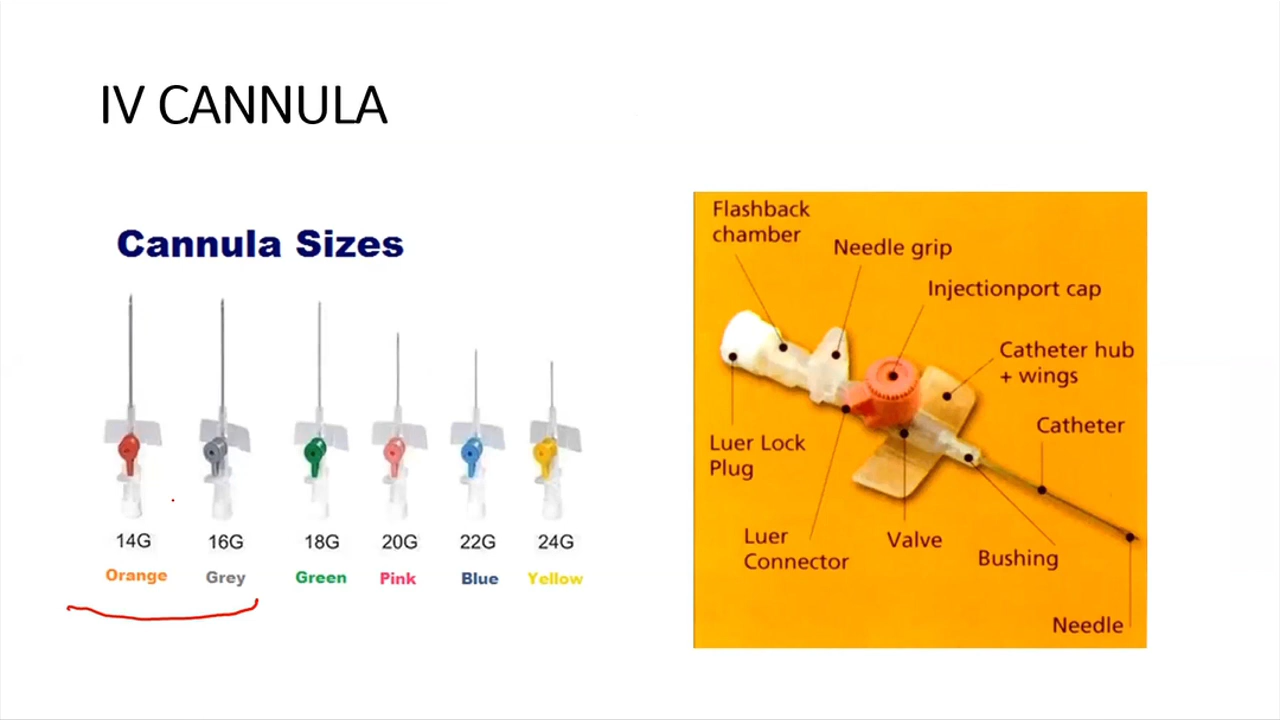 IV CANNULA
Cannula Sizes
14G 16G 18G 20G 22G 24G
Orange Grey Green Pink Blue Yellow
Flashback
chamber
Needle grip
Injectionport cap
Catheter hub
+ wings
Catheter
Luer Lock
Plug
Luer
Connector
Valve
Bushing
Needle